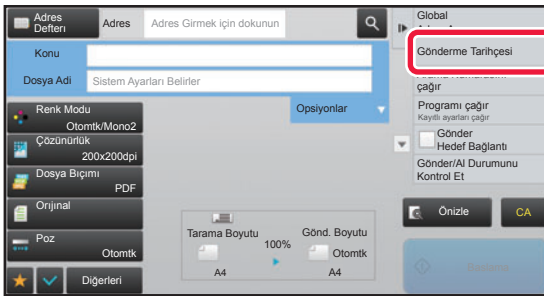 Adres
Defteri
Adres
Adres Girmek için dokunun
Konu
Dosya Adi
Sistem Ayarları Belirler
Opsiyonlar
Renk Modu
Otomtk/Mono2
Çözünürlük
200x200dpi
Dosya Bıçımı
PDF
Orıjınal
Poz
Otomtk
Diğerleri
Tarama Boyutu
A4
100%
Gönd. Boyutu
Otomtk
A4
Global
Gönderme Tarihçesi
çağır
Programı çağır
Kayıtlı ayarları çağır
Gönder
Hedef Bağlantı
Gönder/Al Durumunu
Kontrol Et
Önizle
CA